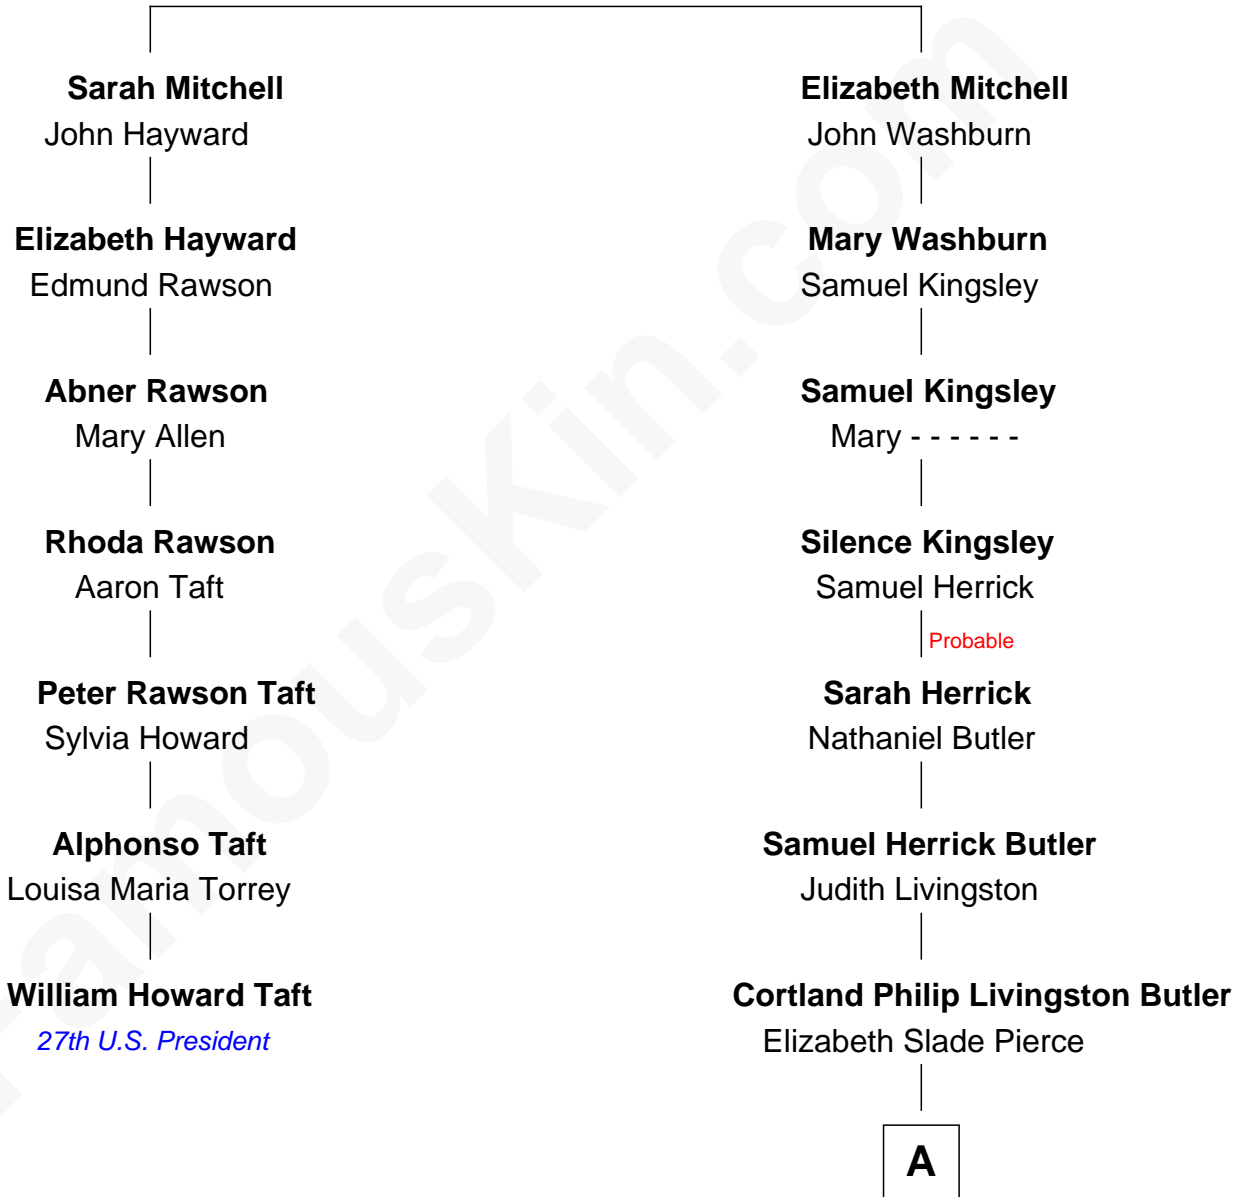 Sarah Mitchell
John Hayward
Elizabeth Hayward
Edmund Rawson
Abner Rawson
Mary Allen
Rhoda Rawson
Aaron Taft
Peter Rawson Taft
Sylvia Howard
Alphonso Taft
Louisa Maria Torrey
William Howard Taft
27th U.S. President
Elizabeth Mitchell
John Washburn
Mary Washburn
Samuel Kingsley
Samuel Kingsley
Mary - - - - - -
Silence Kingsley
Samuel Herrick
Probable
Sarah Herrick
Nathaniel Butler
Samuel Herrick Butler
Judith Livingston
Cortland Philip Livingston Butler
Elizabeth Slade Pierce
A
FamousKin.com